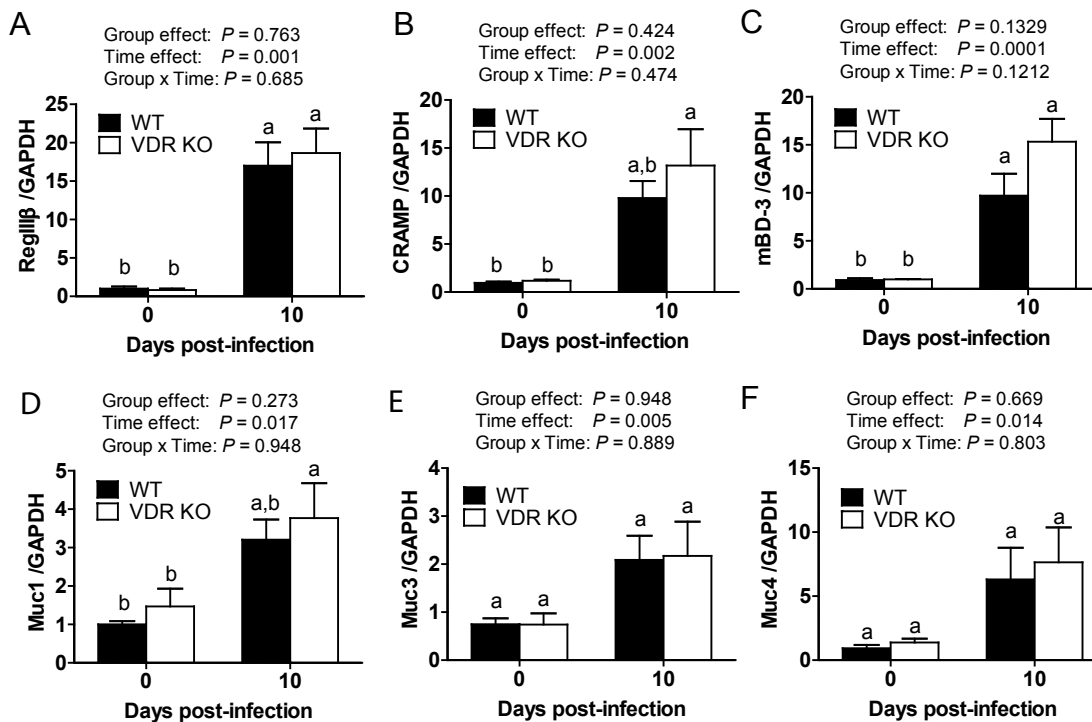 A
Group effect: P = 0.763
Time effect: P = 0.001
Group x Time: P = 0.685
RegIIIβ /GAPDH
25
20
15
10
5
0
WT
VDR KO
a a
b b
0 10
Days post-infection
B
Group effect: P = 0.424
Time effect: P = 0.002
Group x Time: P = 0.474
CRAMP /GAPDH
20
15
10
5
0
WT
VDR KO
a
a,b
b b
0 10
Days post-infection
C
Group effect: P = 0.1329
Time effect: P = 0.0001
Group x Time: P = 0.1212
mBD-3 /GAPDH
20
15
10
5
0
WT
VDR KO
a
a
b b
0 10
Days post-infection
D
Group effect: P = 0.273
Time effect: P = 0.017
Group x Time: P = 0.948
Muc1 /GAPDH
5
4
3
2
1
0
WT
VDR KO
a
a,b
b
b
0 10
Days post-infection
E
Group effect: P = 0.948
Time effect: P = 0.005
Group x Time: P = 0.889
Muc3 /GAPDH
4
3
2
1
0
WT
VDR KO
a a
a a
0 10
Days post-infection
F
Group effect: P = 0.669
Time effect: P = 0.014
Group x Time: P = 0.803
Muc4 /GAPDH
15
10
5
0
WT
VDR KO
a a
a a
0 10
Days post-infection